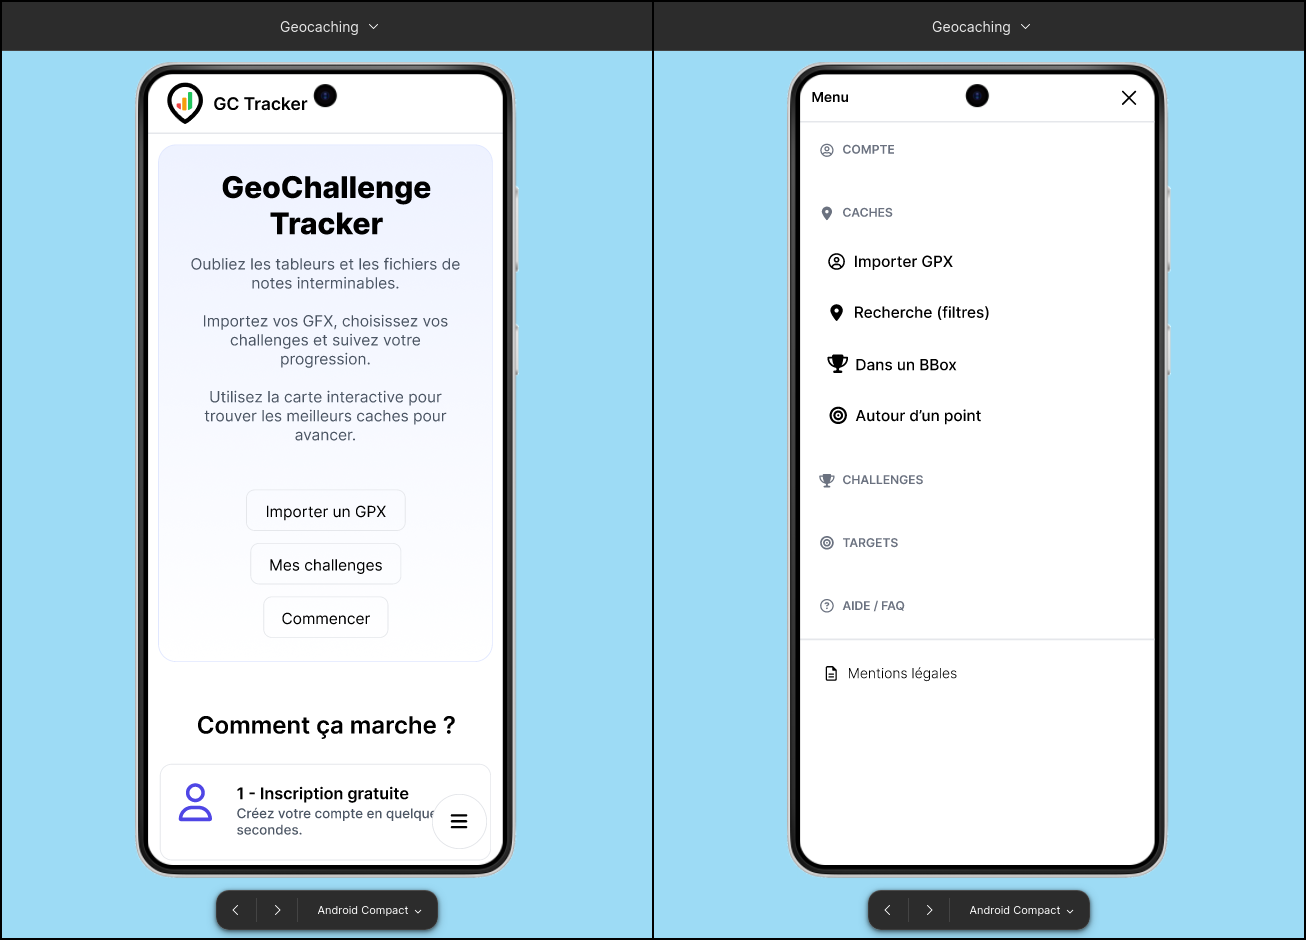 Geocaching
GC Tracker
GeoChallenge
Tracker
Oubliez les tableurs et les fichiers de
notes interminables.
Importez vos GFX, choisissez vos
challenges et suivez votre
progression.
Utilisez la carte interactive pour
trouver les meilleurs caches pour
avancer.
Importer un GPX
Mes challenges
Commencer
Comment ça marche ?
1 - Inscription gratuite
Créez votre compte en quelque
secondes.
Android Compact
Geocaching
Menu
COMPTE
CACHES
Importer GPX
Recherche (filtres)
Dans un BBox
Autour d’un point
CHALLENGES
TARGETS
AIDE / FAQ
Mentions légales
Android Compact